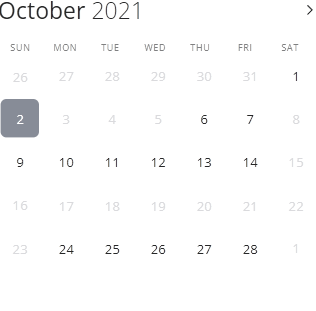 October 2021
SUN MON TUE WED THU FRI SAT
26 27 28 29 30 31 1
2 3 4 5 6 7 8
9 10 11 12 13 14 15
16 17 18 19 20 21 22
23 24 25 26 27 28 1